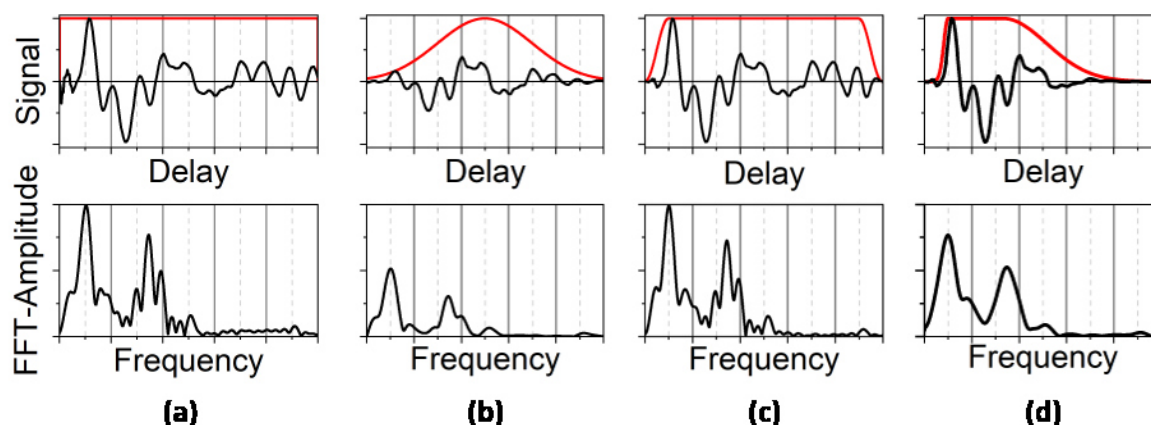 Signal
Delay Delay Delay Delay
FFT-Amplitude
Frequency Frequency Frequency Frequency
(a) (b) (c) (d)